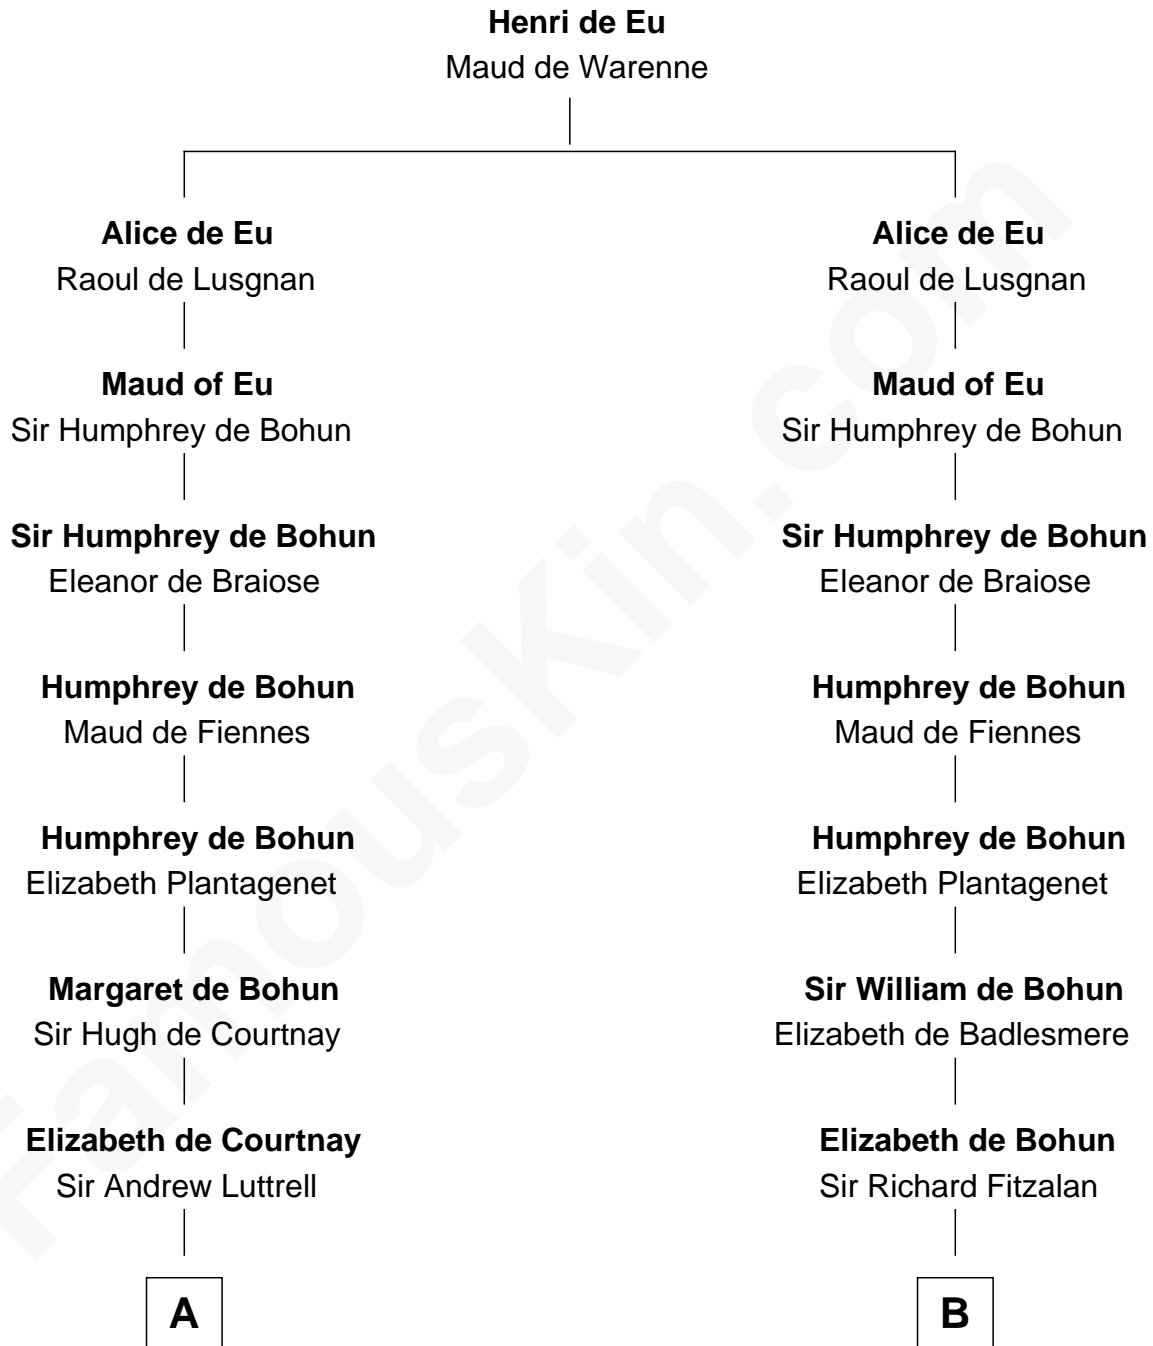 Henri de Eu
Maud de Warenne
Alice de Eu
Raoul de Lusgnan
Maud of Eu
Sir Humphrey de Bohun
Sir Humphrey de Bohun
Eleanor de Braiose
Humphrey de Bohun
Maud de Fiennes
Humphrey de Bohun
Elizabeth Plantagenet
Margaret de Bohun
Sir Hugh de Courtnay
Elizabeth de Courtnay
Sir Andrew Luttrell
A
Alice de Eu
Raoul de Lusgnan
Maud of Eu
Sir Humphrey de Bohun
Sir Humphrey de Bohun
Eleanor de Braiose
Humphrey de Bohun
Maud de Fiennes
Humphrey de Bohun
Elizabeth Plantagenet
Sir William de Bohun
Elizabeth de Badlesmere
Elizabeth de Bohun
Sir Richard Fitzalan
B
FamousKin.com